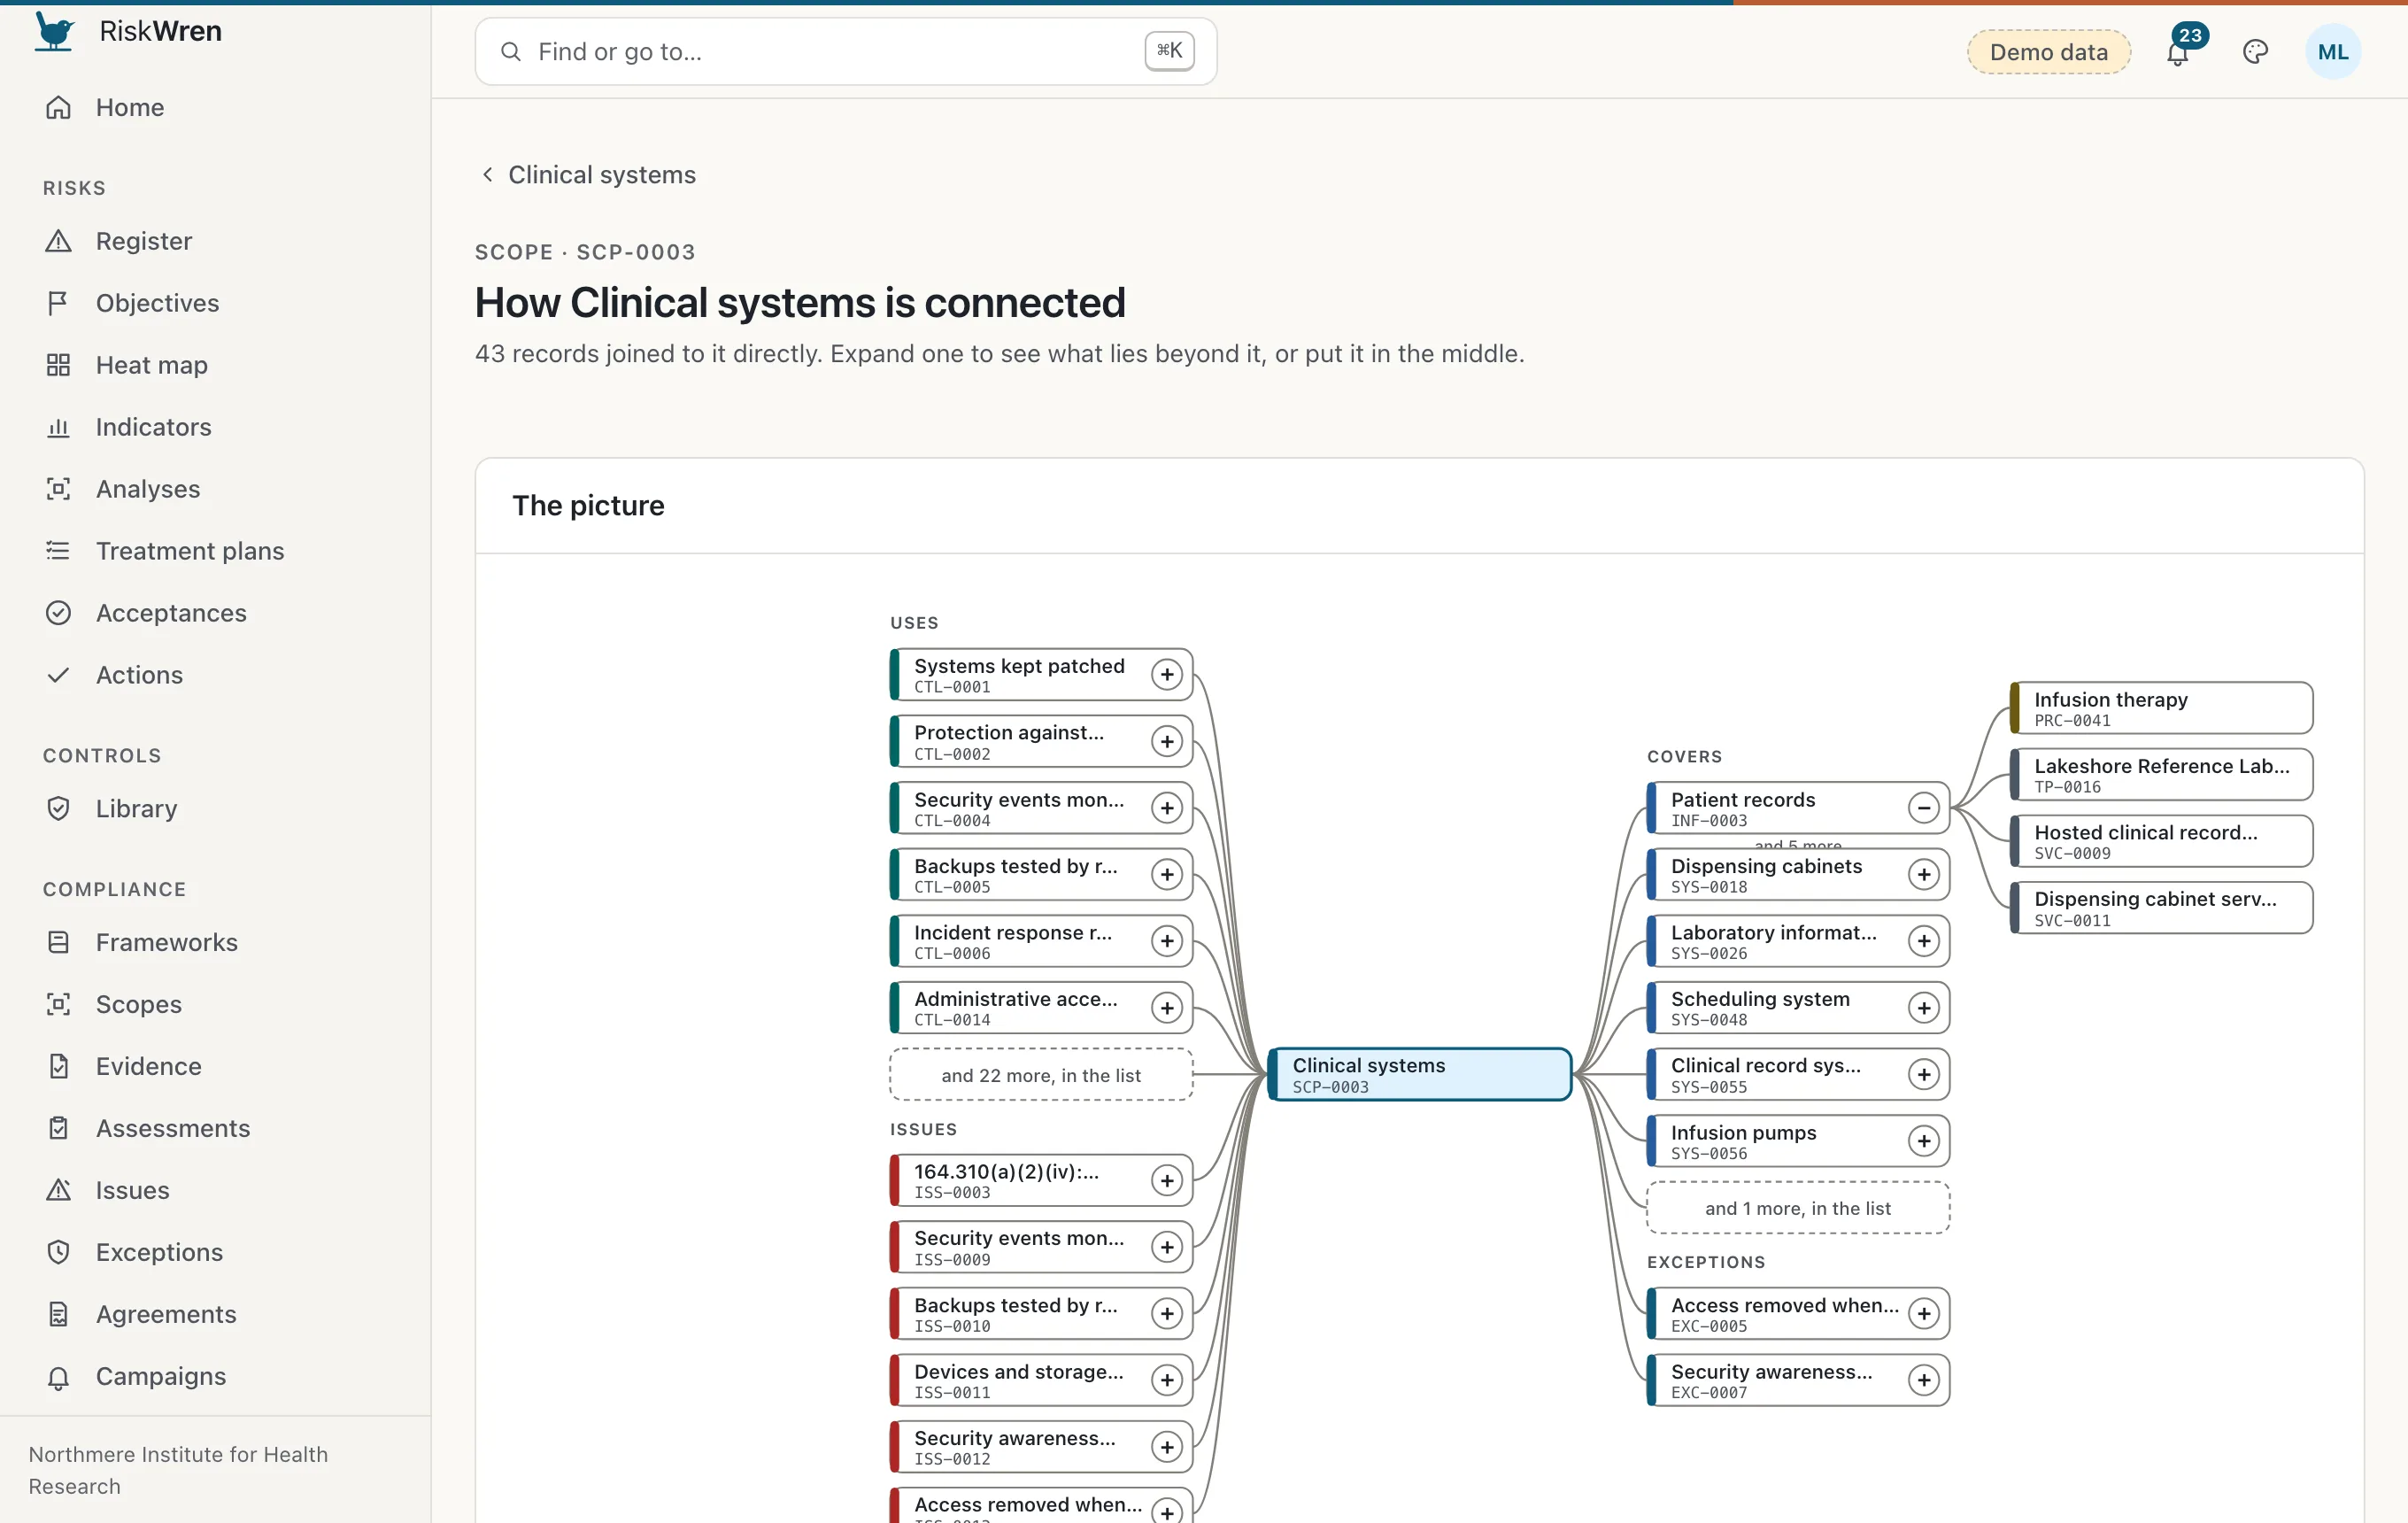 RiskWren
Find or go to...
⌘K
Demo data
23
ML
Home
RISKS
Register
Objectives
Heat map
Indicators
Analyses
Treatment plans
Acceptances
Actions
CONTROLS
Library
COMPLIANCE
Frameworks
Scopes
Evidence
Assessments
Issues
Exceptions
Agreements
Campaigns
Northmere Institute for Health
Research
Clinical systems
SCOPE · SCP-0003
How Clinical systems is connected
43 records joined to it directly. Expand one to see what lies beyond it, or put it in the middle.
The picture
USES
Systems kept patched
CTL-0001
Protection against...
CTL-0002
Security events mon...
CTL-0004
Backups tested by r...
CTL-0005
Incident response r...
CTL-0006
Administrative acce...
CTL-0014
and 22 more, in the list
ISSUES
164.310(a)(2)(iv):...
ISS-0003
Security events mon...
ISS-0009
Backups tested by r...
ISS-0010
Devices and storage...
ISS-0011
Security awareness...
ISS-0012
Access removed when...
ISS-0013
Clinical systems
SCP-0003
COVERS
Patient records
INF-0003
and 5 more
Dispensing cabinets
SYS-0018
Laboratory informat...
SYS-0026
Scheduling system
SYS-0048
Clinical record sys...
SYS-0055
Infusion pumps
SYS-0056
and 1 more, in the list
EXCEPTIONS
Access removed when...
EXC-0005
Security awareness...
EXC-0007
Infusion therapy
PRC-0041
Lakeshore Reference Lab...
TP-0016
Hosted clinical record...
SVC-0009
Dispensing cabinet serv...
SVC-0011